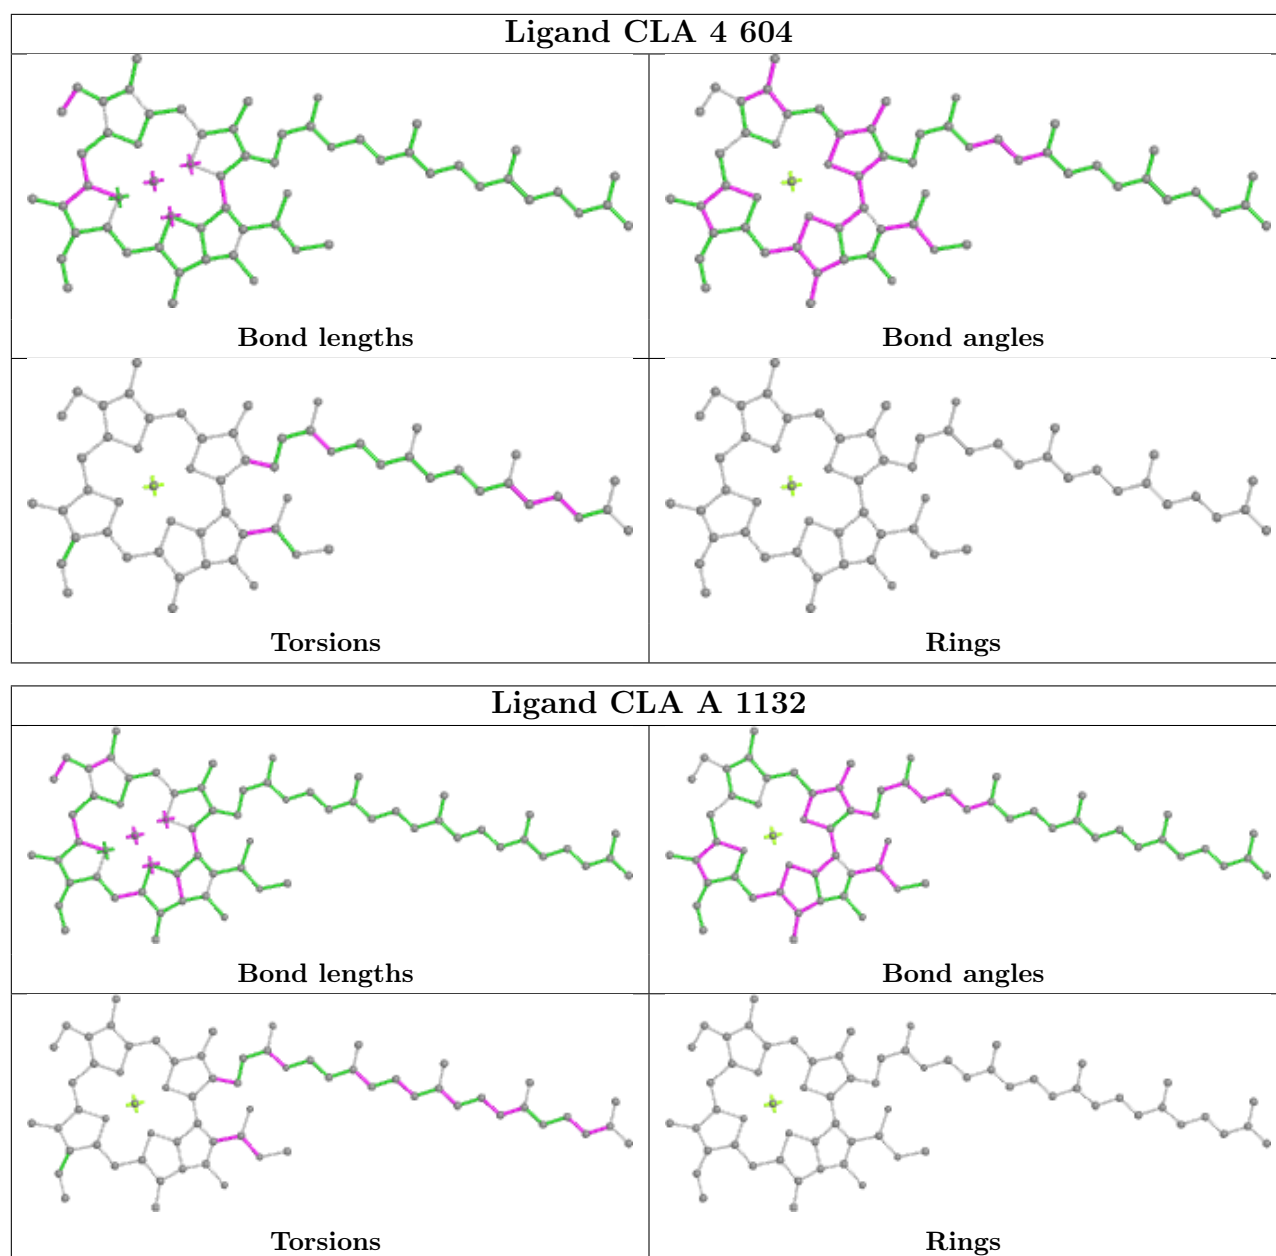 Ligand CLA 4 604
Bond lengths
Bond angles
Torsions
Rings
Ligand CLA A 1132
Bond lengths
Bond angles
Torsions
Rings